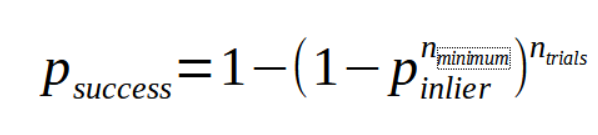 p_success = 1 − (1 − p_inlier^n_minimum)^n_trials